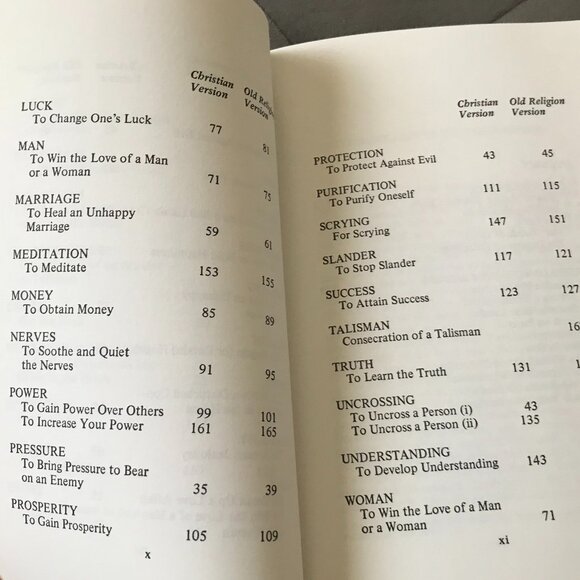 Christian Old Religion
Version Version
LUCK
To Change One's Luck 77 81
MAN
To Win the Love of a Man
or a Woman 71 75
MARRIAGE
To Heal an Unhappy
Marriage 59 61
MEDITATION
To Meditate 153 155
MONEY
To Obtain Money 85 89
NERVES
To Soothe and Quiet
the Nerves 91 95
POWER
To Gain Power Over Others 99 101
To Increase Your Power 161 165
PRESSURE
To Bring Pressure to Bear
on an Enemy 35 39
PROSPERITY
To Gain Prosperity 105 109
x
Christian Old Religion
Version Version
PROTECTION
To Protect Against Evil 43 45
PURIFICATION
To Purify Oneself 111 115
SCRYING
For Scrying 147 151
SLANDER
To Stop Slander 117 121
SUCCESS
To Attain Success 123 127
TALISMAN
Consecration of a Talisman
TRUTH
To Learn the Truth 131
UNCROSSING
To Uncross a Person (i) 43
To Uncross a Person (ii) 135
UNDERSTANDING
To Develop Understanding 143
WOMAN
To Win the Love of a Man
or a Woman 71
xi